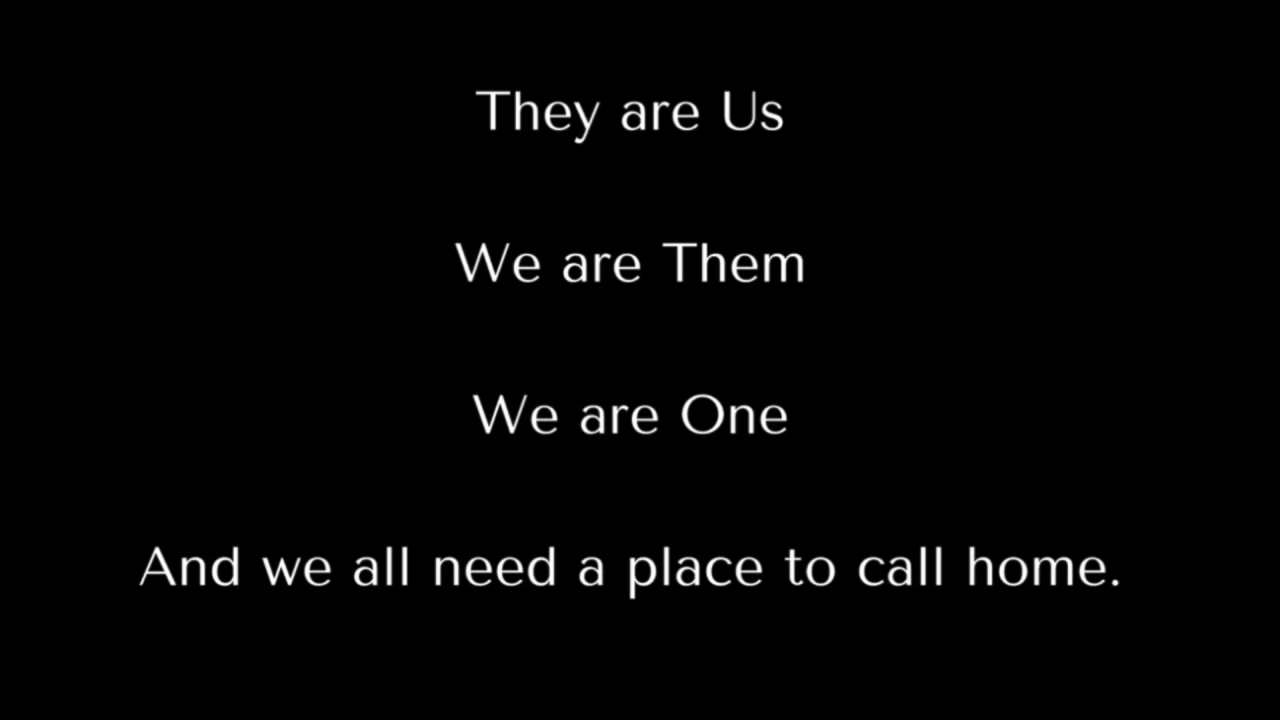 They are Us
We are Them
We are One
And we all need a place to call home.